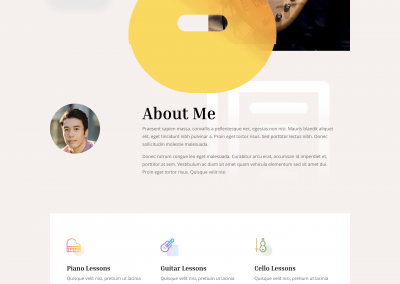 About Me
Praesent sapien massa, convallis a pellentesque nec, egestas non nisi. Mauris blandit aliquet
elit, eget tincidunt nibh pulvinar a. Proin eget tortor risus. Sed porttitor lectus nibh. Donec
sollicitudin molestie malesuada.
Donec rutrum congue leo eget malesuada. Curabitur arcu erat, accumsan id imperdiet et,
porttitor at sem. Vestibulum ac diam sit amet quam vehicula elementum sed sit amet dui.
Proin eget tortor risus. Quisque velit nisi
Piano Lessons
Guitar Lessons
Cello Lessons
Quisque velit nisi, pretium ut lacinia
Quisque velit nisi, pretium ut lacinia
Quisque velit nisi, pretium ut lacinia